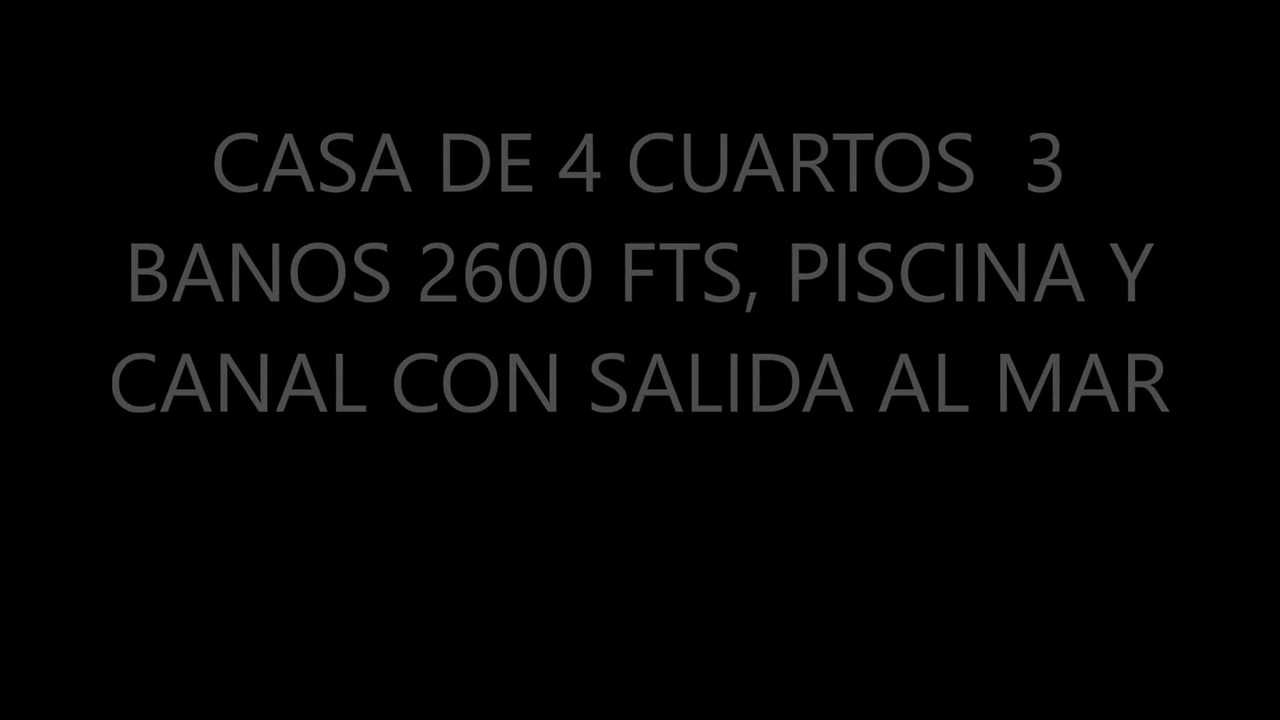 CASA DE 4 CUARTOS  3
BANOS 2600 FTS, PISCINA Y
CANAL CON SALIDA AL MAR